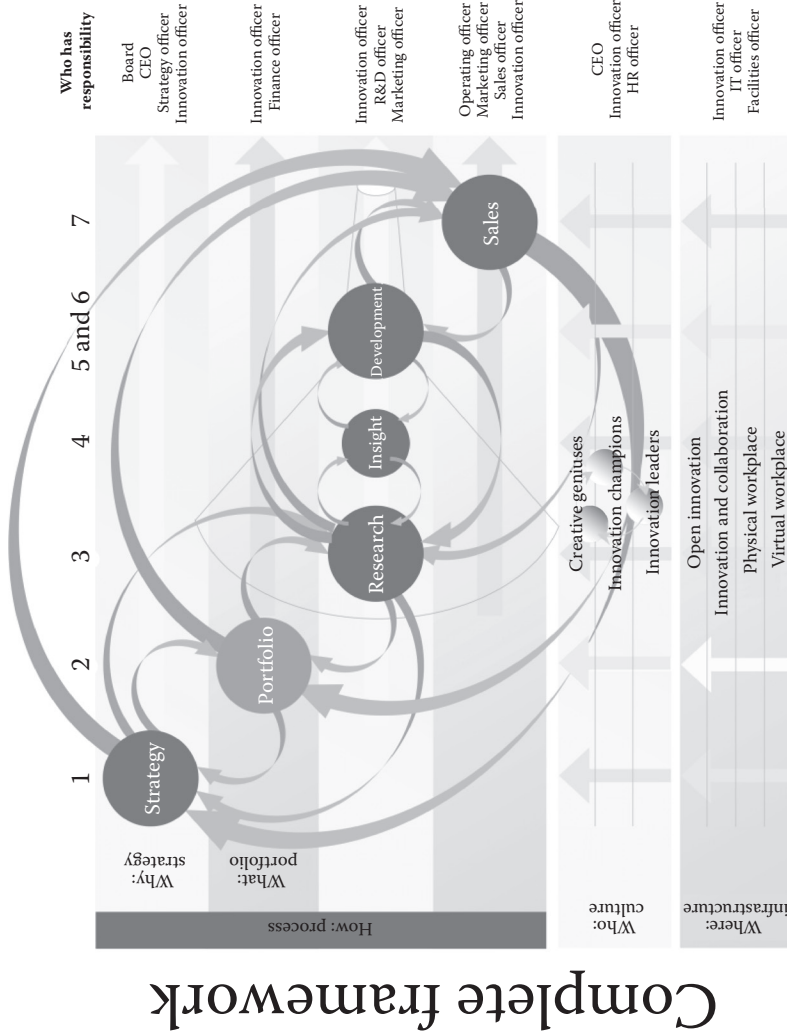 Complete framework
Who has
responsibility
1
2
3
4
5 and 6
7
Why:
strategy
Board
CEO
Strategy officer
Innovation officer
What:
portfolio
Innovation officer
Finance officer
How: process
Innovation officer
R&D officer
Marketing officer
Operating officer
Marketing officer
Sales officer
Innovation officer
Strategy
Portfolio
Research
Insight
Development
Sales
Who:
culture
Creative geniuses
Innovation champions
Innovation leaders
CEO
Innovation officer
HR officer
Where:
infrastructure
Open innovation
Innovation and collaboration
Physical workplace
Virtual workplace
Innovation officer
IT officer
Facilities officer